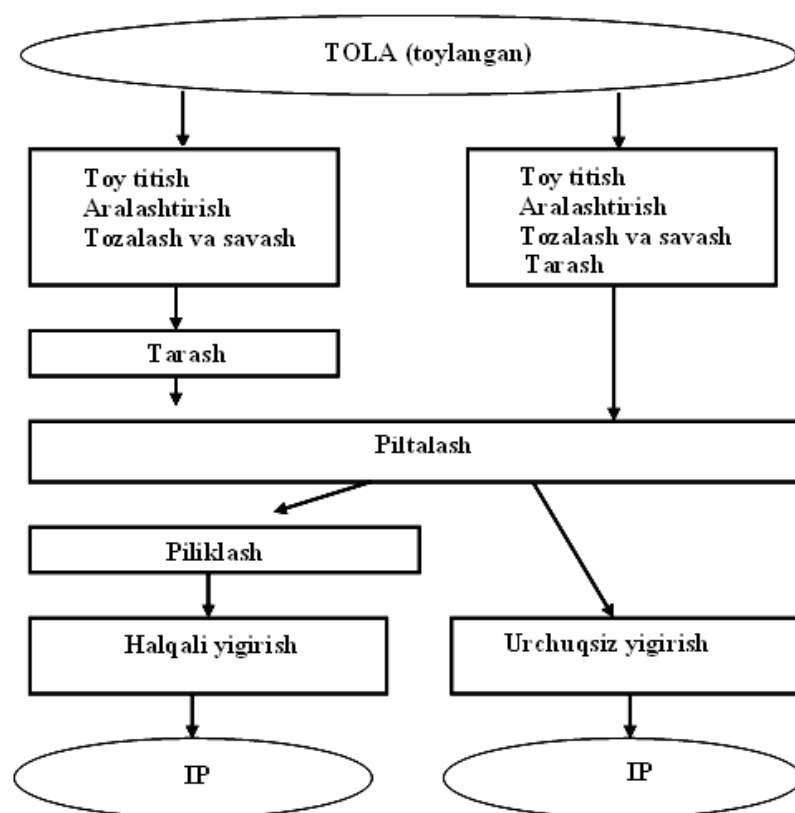 TOLA (toylangan)
Toy titish
Aralashtirish
Tozalash va savash
Toy titish
Aralashtirish
Tozalash va savash
Tarash
Tarash
Piltalash
Piliklash
Halqali yigirish
Urchuqsiz yigirish
IP
IP